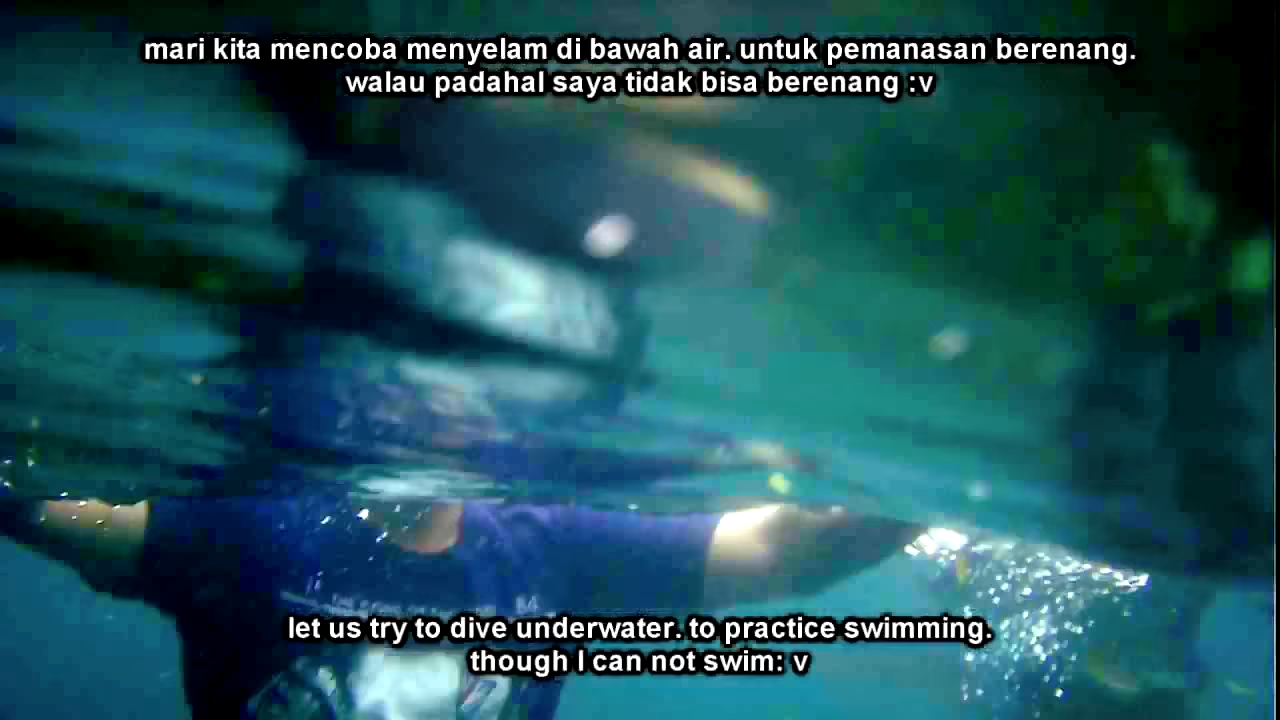 mari kita mencoba menyelam di bawah air. untuk pemanasan berenang.
walau padahal saya tidak bisa berenang :v
let us try to dive underwater. to practice swimming.
though I can not swim: v